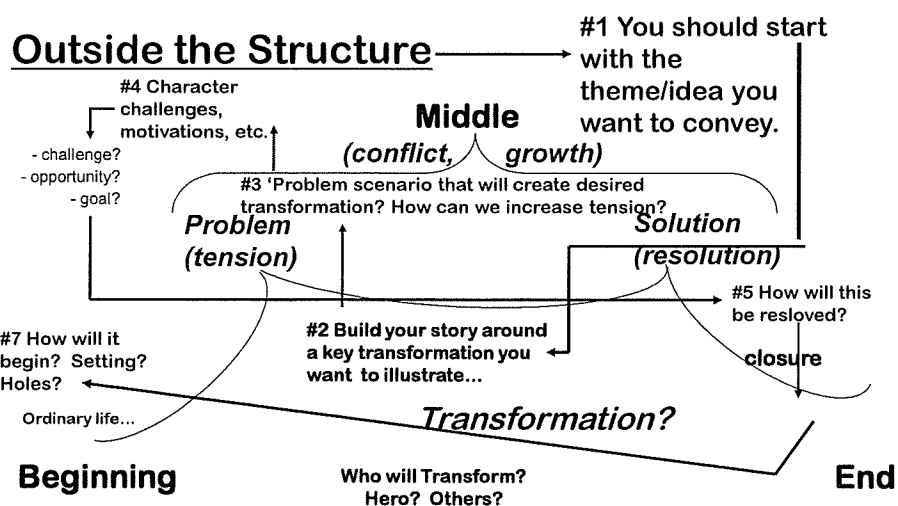 Outside the Structure
#1 You should start
with the
theme/idea you
want to convey.
#4 Character
challenges,
motivations, etc.
- challenge?
- opportunity?
- goal?
Middle
(conflict, growth)
#3 ‘Problem scenario that will create desired
transformation? How can we increase tension?
Problem
(tension)
Solution
(resolution)
#5 How will this
be resloved?
#2 Build your story around
a key transformation you
want to illustrate...
#7 How will it
begin? Setting?
Holes?
closure
Ordinary life...
Transformation?
Beginning
Who will Transform?
Hero? Others?
End